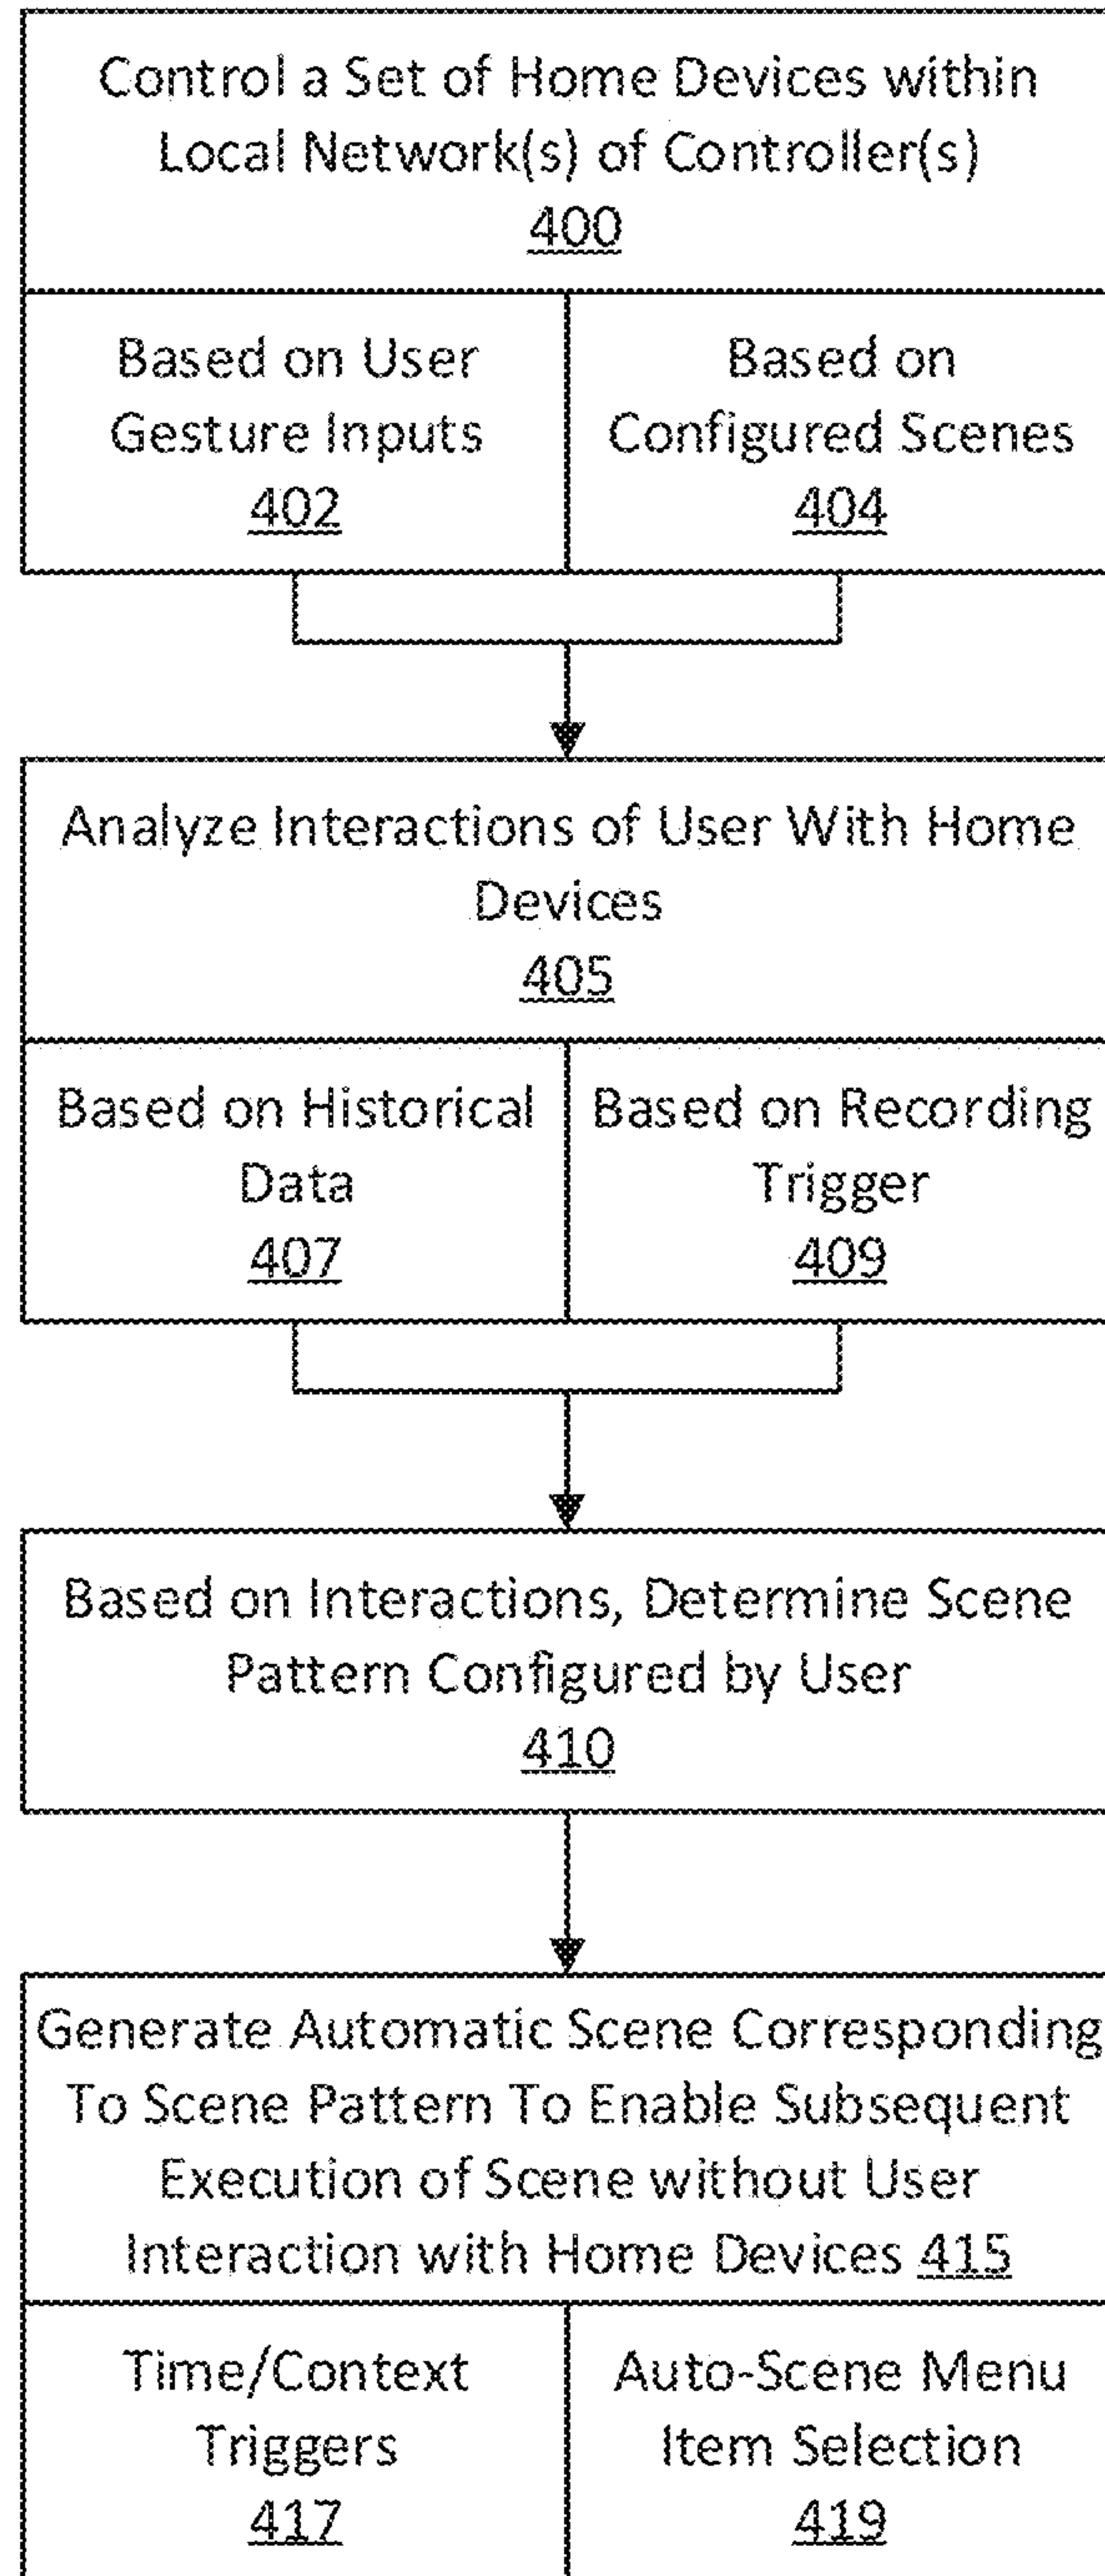 Control a Set of Home Devices within
Local Network(s) of Controller(s)
400
Based on User
Gesture Inputs
402
Based on
Configured Scenes
404
Analyze Interactions of User With Home
Devices
405
Based on Historical
Data
407
Based on Recording
Trigger
409
Based on Interactions, Determine Scene
Pattern Configured by User
410
Generate Automatic Scene Corresponding
To Scene Pattern To Enable Subsequent
Execution of Scene without User
Interaction with Home Devices 415
Time/Context
Triggers
417
Auto-Scene Menu
Item Selection
419